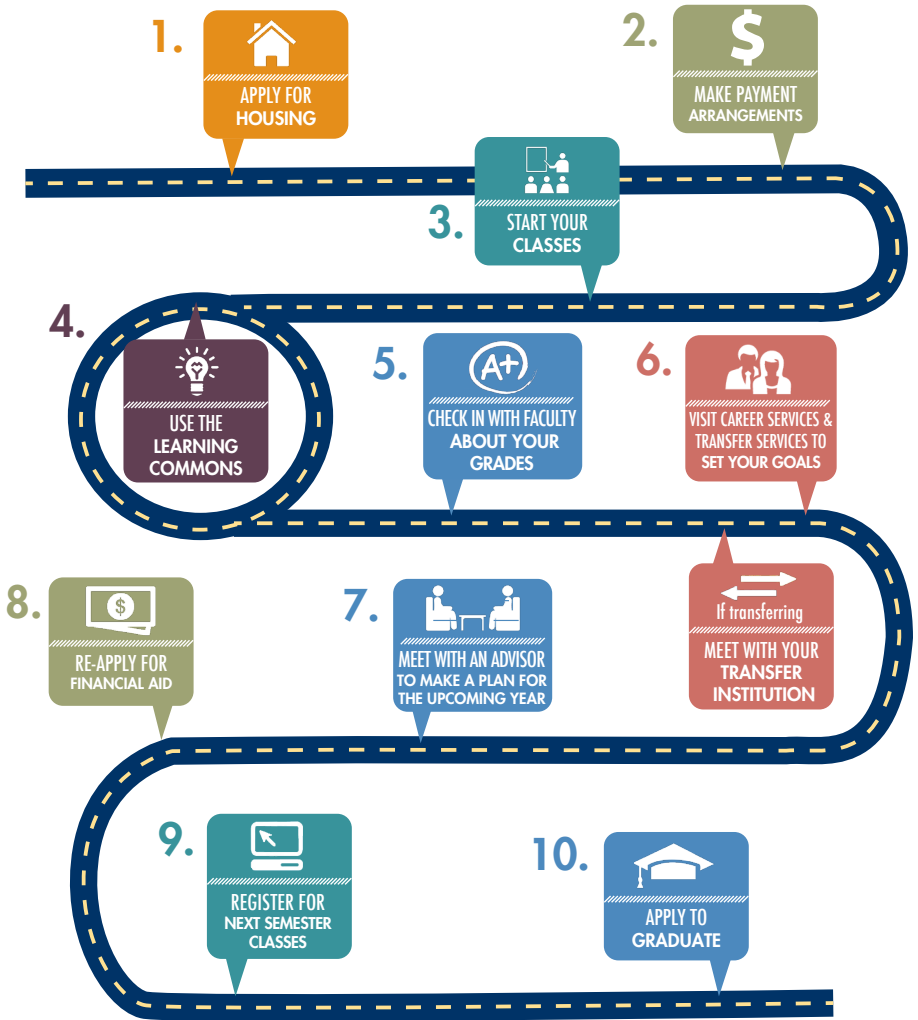 1.
APPLY FOR
HOUSING
2.
$
MAKE PAYMENT
ARRANGEMENTS
3.
START YOUR
CLASSES
4.
USE THE
LEARNING
COMMONS
5.
A+
CHECK IN WITH FACULTY
ABOUT YOUR
GRADES
6.
VISIT CAREER SERVICES &
TRANSFER SERVICES TO
SET YOUR GOALS
If transferring
MEET WITH YOUR
TRANSFER
INSTITUTION
7.
MEET WITH AN ADVISOR
TO MAKE A PLAN FOR
THE UPCOMING YEAR
8.
$
RE-APPLY FOR
FINANCIAL AID
9.
REGISTER FOR
NEXT SEMESTER
CLASSES
10.
APPLY TO
GRADUATE